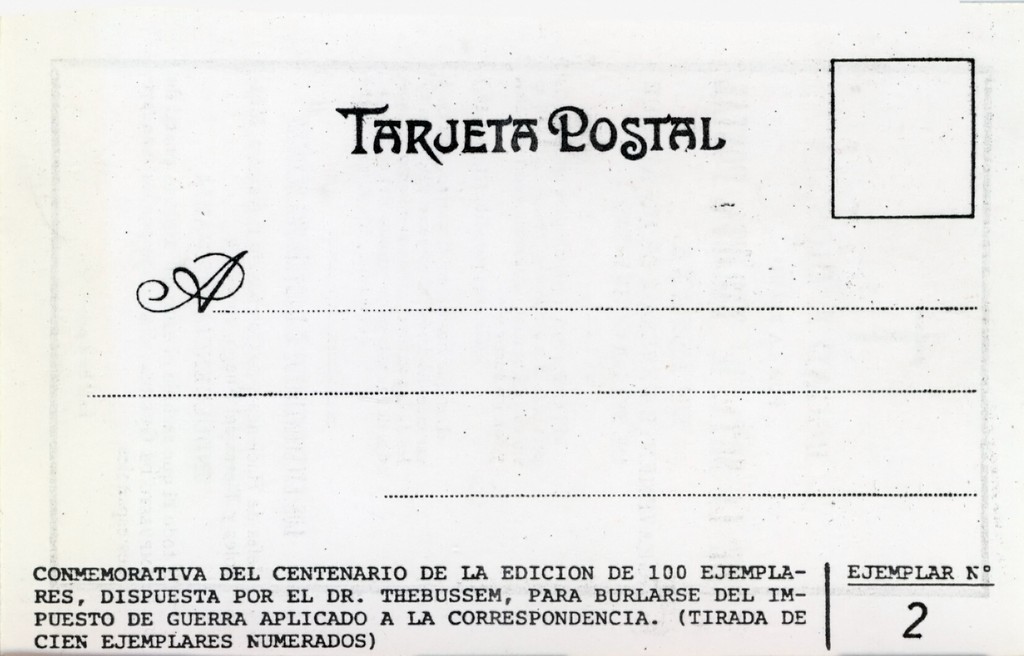 TARJETA POSTAL
A
CONMEMORATIVA DEL CENTENARIO DE LA EDICION DE 100 EJEMPLA-
RES, DISPUESTA POR EL DR. THEBUSSEM, PARA BURLARSE DEL IM-
PUESTO DE GUERRA APLICADO A LA CORRESPONDENCIA. (TIRADA DE
CIEN EJEMPLARES NUMERADOS)
EJEMPLAR Nº
2